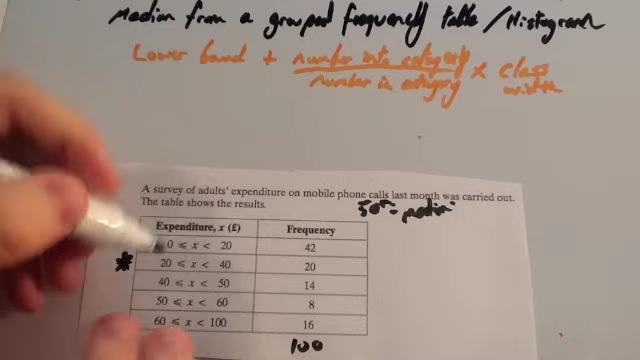 Median from a grouped frequency table / Histogram
Lower bound + number into category / number in category × class width
A survey of adults' expenditure on mobile phone calls last month was carried out.
The table shows the results.
50th = median
Expenditure, x (£) Frequency
0 ≤ x < 20 42
* 20 ≤ x < 40 20
40 ≤ x < 50 14
50 ≤ x < 60 8
60 ≤ x < 100 16
100